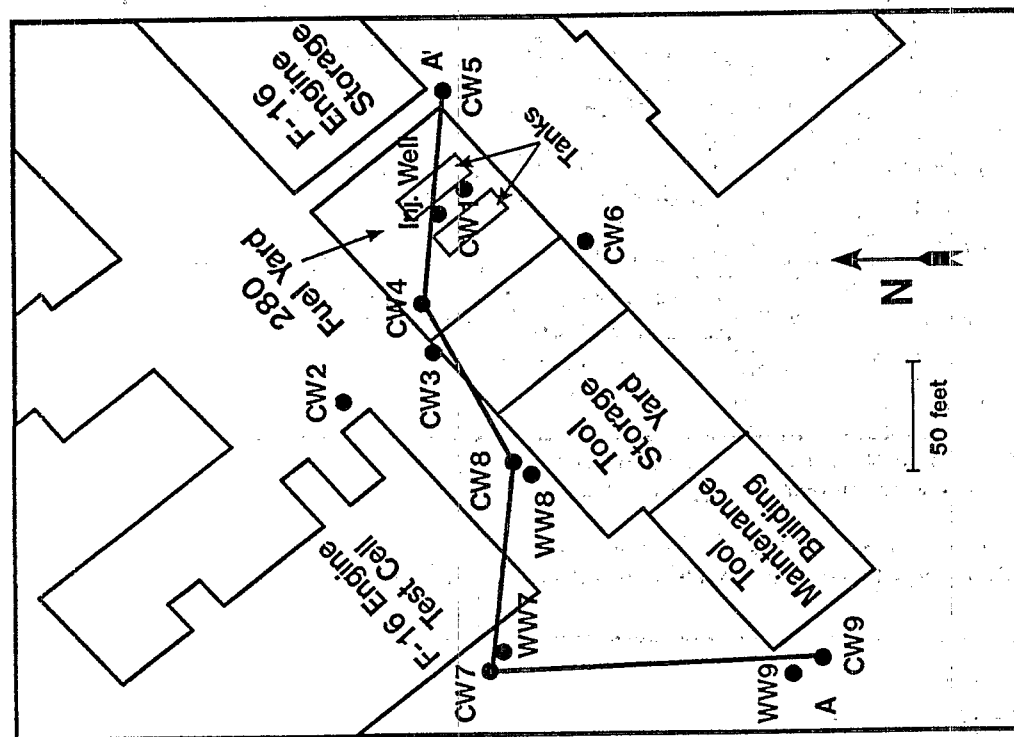 F-16
Engine
Storage
A'
CW5
Inj. Well
Tanks
280
Fuel Yard
CW4
CW6
CW3
CW2
N
Tool
Storage
Yard
50 feet
CW8
WW8
F-16 Engine
Test Cell
Tool
Maintenance
Building
CW7
WW7
WW9
A
CW9